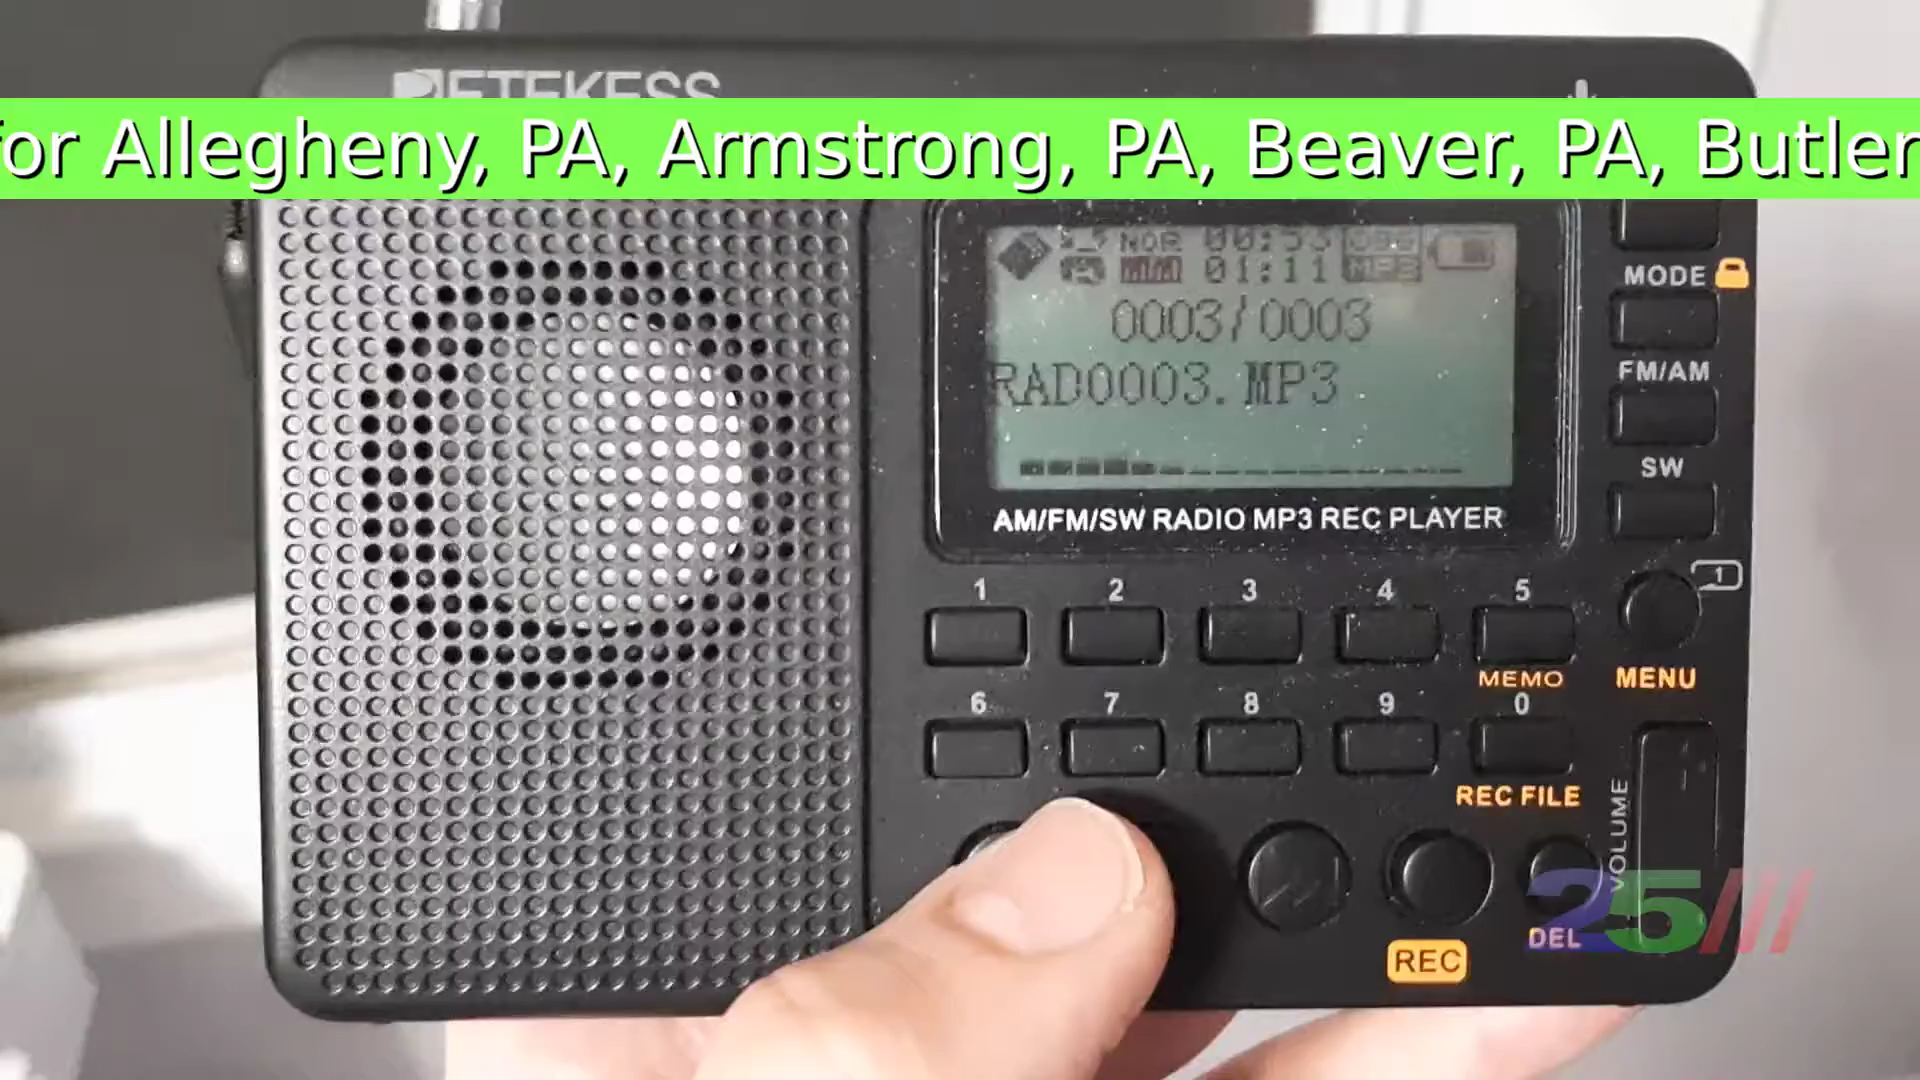 RETEKESS
for Allegheny, PA, Armstrong, PA, Beaver, PA, Butler
NOR 00:53
01:11 MP3
0003/0003
RAD0003.MP3
MODE
FM/AM
SW
AM/FM/SW RADIO MP3 REC PLAYER
1 2 3 4 5
MEMO MENU
6 7 8 9 0
REC FILE
VOLUME
25
DEL
REC